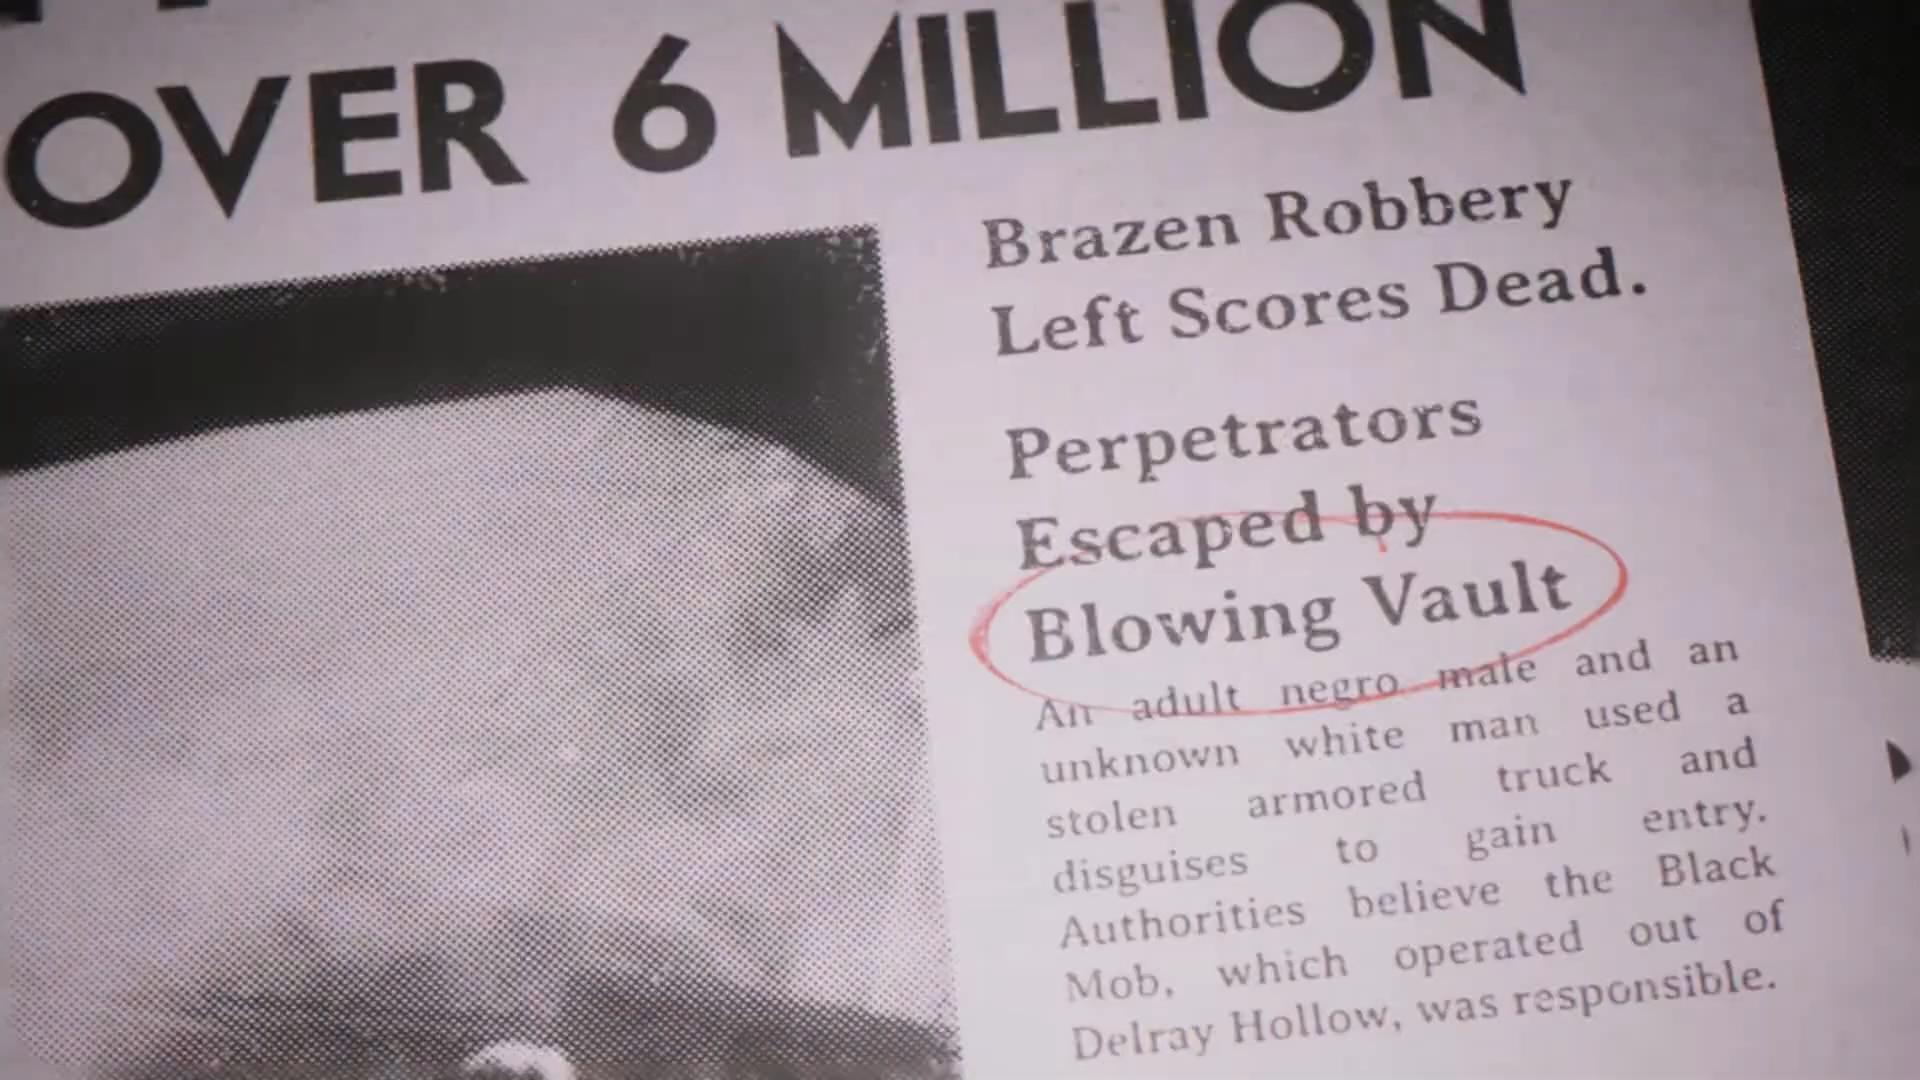 OVER 6 MILLION
Brazen Robbery
Left Scores Dead.
Perpetrators
Escaped by
Blowing Vault
An adult negro male and an
unknown white man used a
stolen armored truck and
disguises to gain entry.
Authorities believe the Black
Mob, which operated out of
Delray Hollow, was responsible.